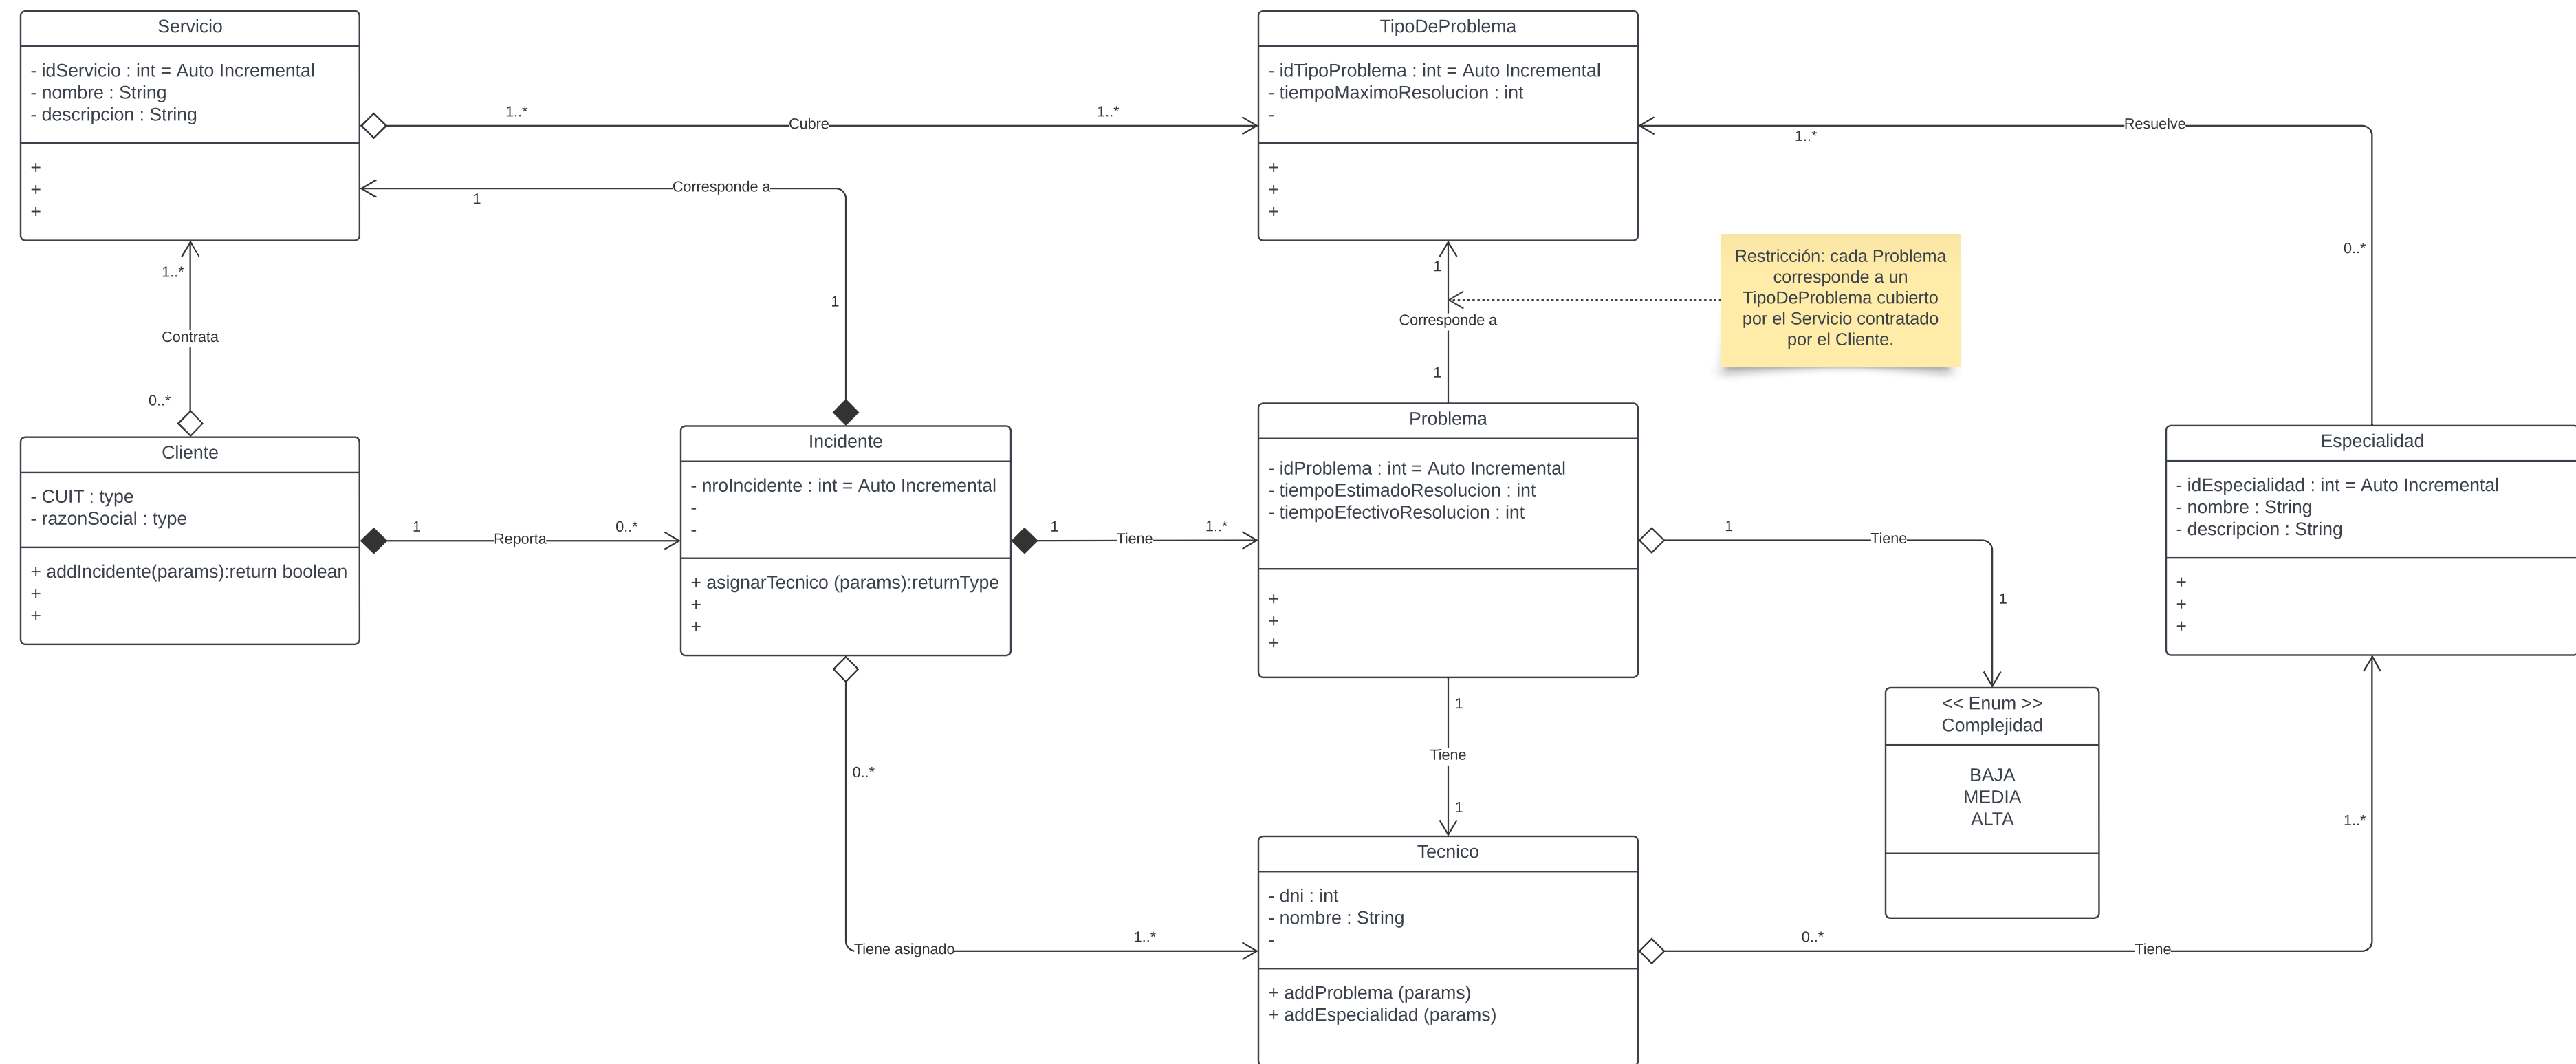 Servicio
- idServicio : int = Auto Incremental
- nombre : String
- descripcion : String
+
+
+
1..*
Cubre
1..*
TipoDeProblema
- idTipoProblema : int = Auto Incremental
- tiempoMaximoResolucion : int
-
+
+
+
1..*
Resuelve
0..*
Corresponde a
1
1
1..*
Contrata
0..*
1
Corresponde a
1
Restricción: cada Problema
corresponde a un
TipoDeProblema cubierto
por el Servicio contratado
por el Cliente.
Cliente
- CUIT : type
- razonSocial : type
+ addIncidente(params):return boolean
+
+
1
Reporta
0..*
Incidente
- nroIncidente : int = Auto Incremental
-
-
+ asignarTecnico (params):returnType
+
+
1
Tiene
1..*
Problema
- idProblema : int = Auto Incremental
- tiempoEstimadoResolucion : int
- tiempoEfectivoResolucion : int
+
+
+
1
Tiene
1
Especialidad
- idEspecialidad : int = Auto Incremental
- nombre : String
- descripcion : String
+
+
+
<< Enum >>
Complejidad
BAJA
MEDIA
ALTA
1
Tiene
1
0..*
Tiene asignado
1..*
Tecnico
- dni : int
- nombre : String
-
+ addProblema (params)
+ addEspecialidad (params)
0..*
Tiene
1..*